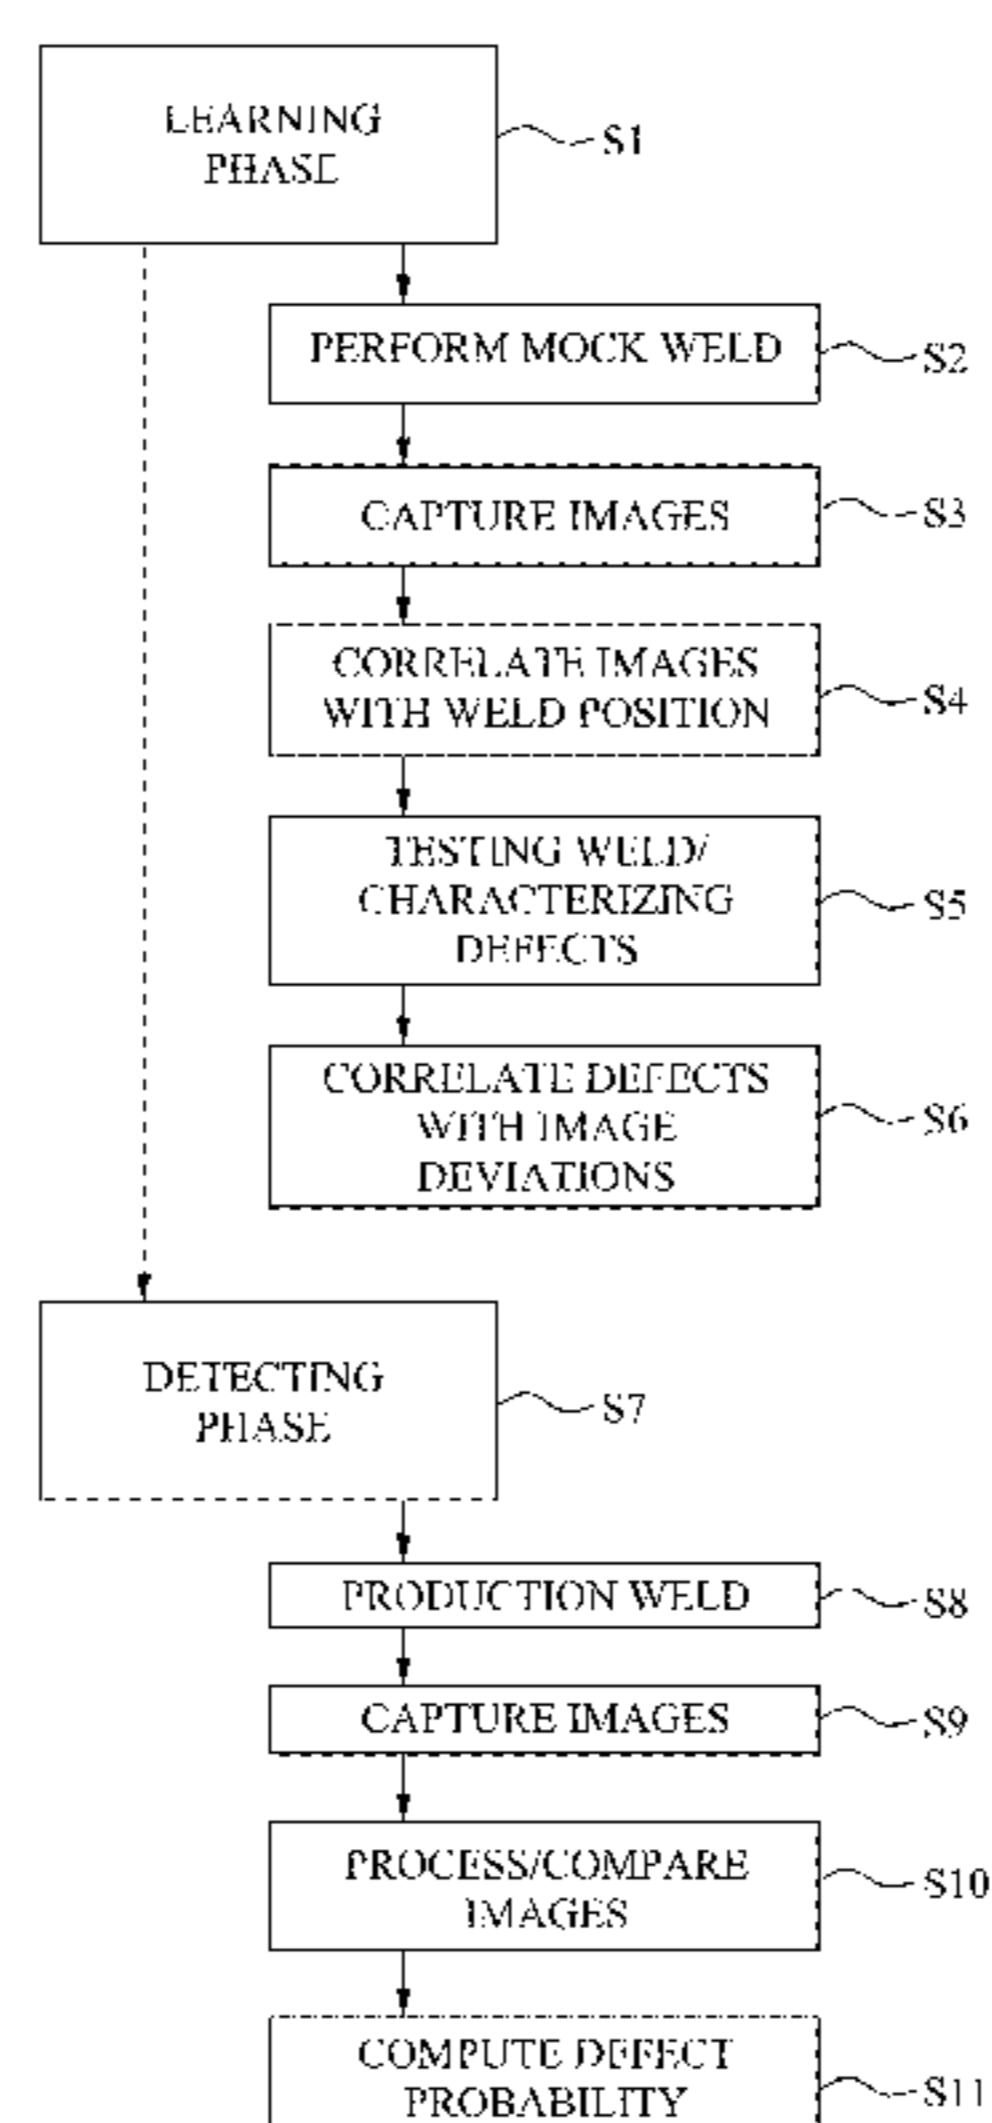 LEARNING
PHASE
S1
PERFORM MOCK WELD
S2
CAPTURE IMAGES
S3
CORRELATE IMAGES
WITH WELD POSITION
S4
TESTING WELD/
CHARACTERIZING
DEFECTS
S5
CORRELATE DEFECTS
WITH IMAGE
DEVIATIONS
S6
DETECTING
PHASE
S7
PRODUCTION WELD
S8
CAPTURE IMAGES
S9
PROCESS/COMPARE
IMAGES
S10
COMPUTE DEFECT
PROBABILITY
S11